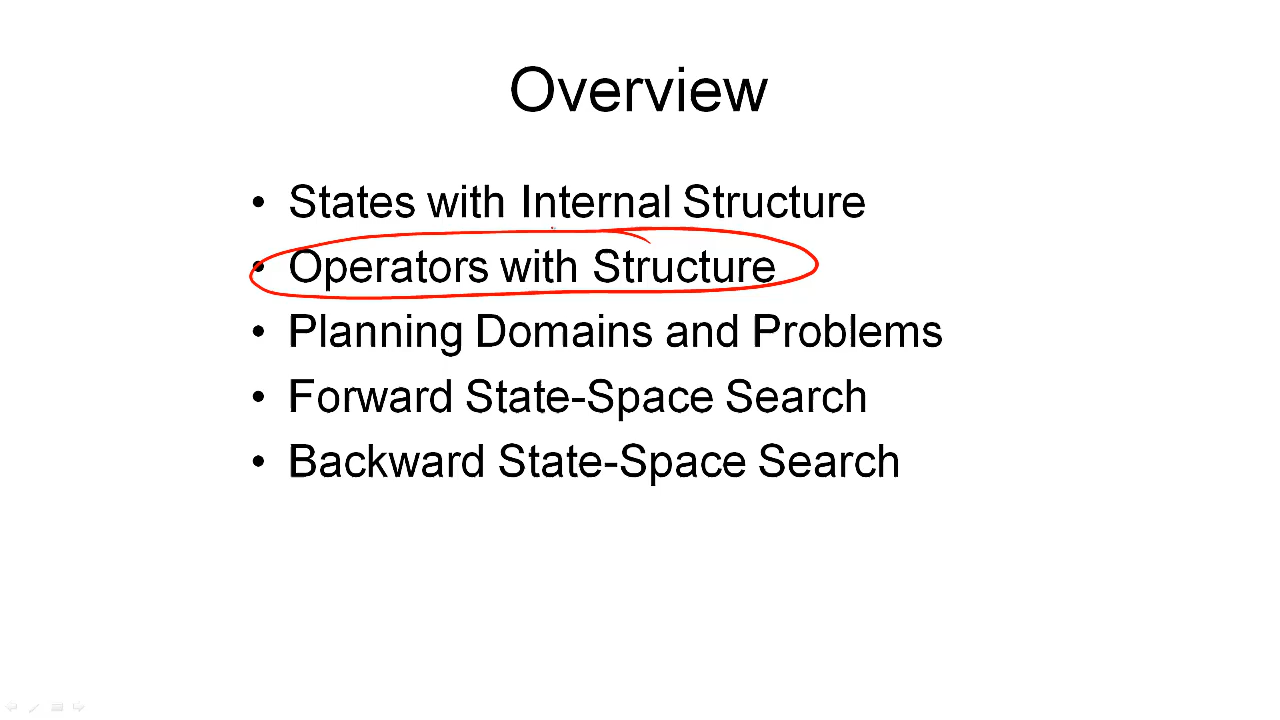 Overview
• States with Internal Structure
• Operators with Structure
• Planning Domains and Problems
• Forward State-Space Search
• Backward State-Space Search